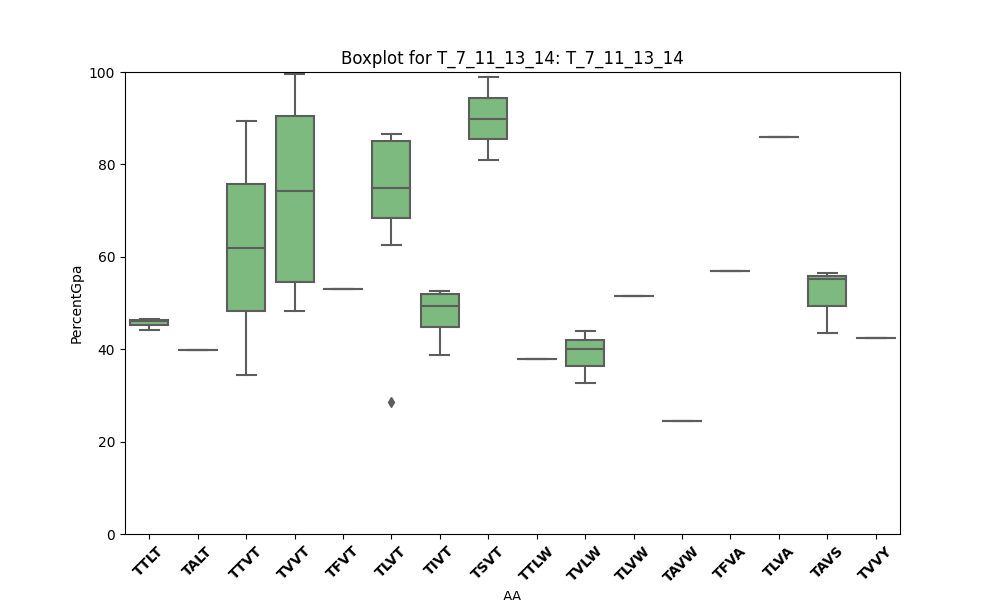 Boxplot for T_7_11_13_14: T_7_11_13_14
PercentGpa
100
80
60
40
20
0
TTLT TALT TTVT TVVT TFVT TLVT TIVT TSVT TTLW TVLW TLVW TAVW TFVA TLVA TAVS TVVY
AA